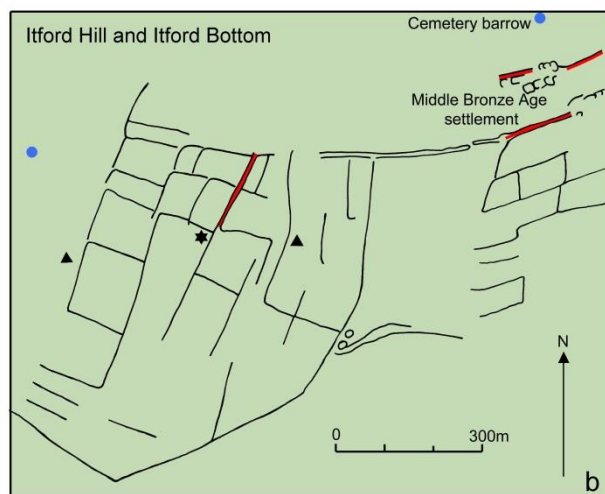 Itford Hill and Itford Bottom
Cemetery barrow
Middle Bronze Age
settlement
N
0
300m
b